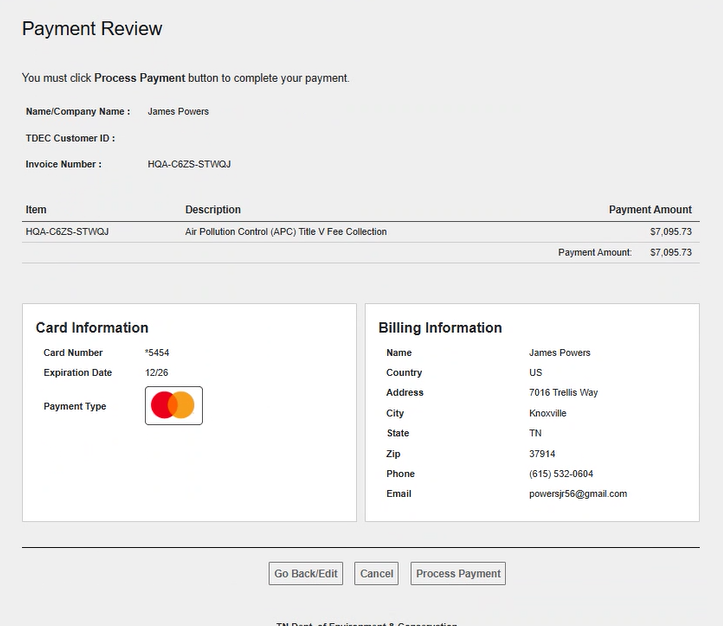 Payment Review
You must click Process Payment button to complete your payment.
Name/Company Name : James Powers
TDEC Customer ID :
Invoice Number : HQA-C6ZS-STWQJ
Item Description Payment Amount
HQA-C6ZS-STWQJ Air Pollution Control (APC) Title V Fee Collection $7,095.73
Payment Amount: $7,095.73
Card Information
Card Number *5454
Expiration Date 12/26
Payment Type
Billing Information
Name James Powers
Country US
Address 7016 Trellis Way
City Knoxville
State TN
Zip 37914
Phone (615) 532-0604
Email powersjr56@gmail.com
Go Back/Edit Cancel Process Payment
TN Dept. of Environment & Conservation